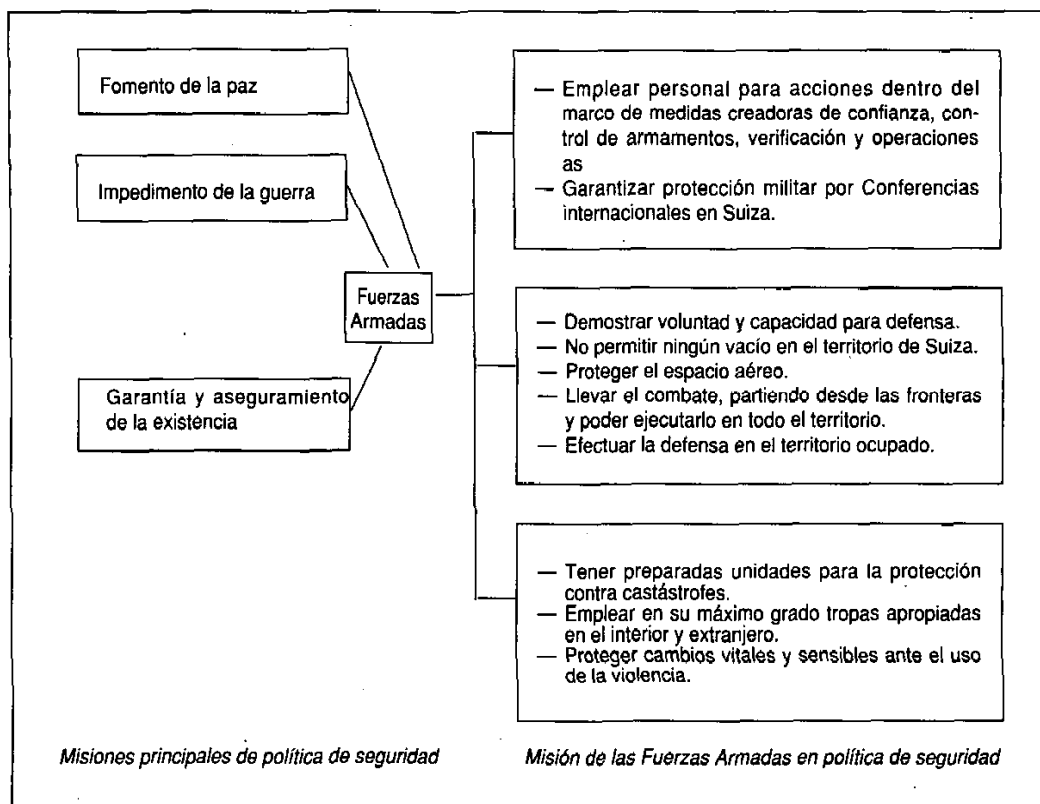 Fomento de la paz
Impedimento de la guerra
Fuerzas
Armadas
Garantía y aseguramiento
de la existencia
— Emplear personal para acciones dentro del
marco de medidas creadoras de confianza, con-
trol de armamentos, verificación y operaciones
as
— Garantizar protección militar por Conferencias
internacionales en Suiza.
— Demostrar voluntad y capacidad para defensa.
— No permitir ningún vacío en el territorio de Suiza.
— Proteger el espacio aéreo.
— Llevar el combate, partiendo desde las fronteras
y poder ejecutarlo en todo el territorio.
— Efectuar la defensa en el territorio ocupado.
— Tener preparadas unidades para la protección
contra castástrofes.
— Emplear en su máximo grado tropas apropiadas
en el interior y extranjero.
— Proteger cambios vitales y sensibles ante el uso
de la violencia.
Misiones principales de política de seguridad
Misión de las Fuerzas Armadas en política de seguridad